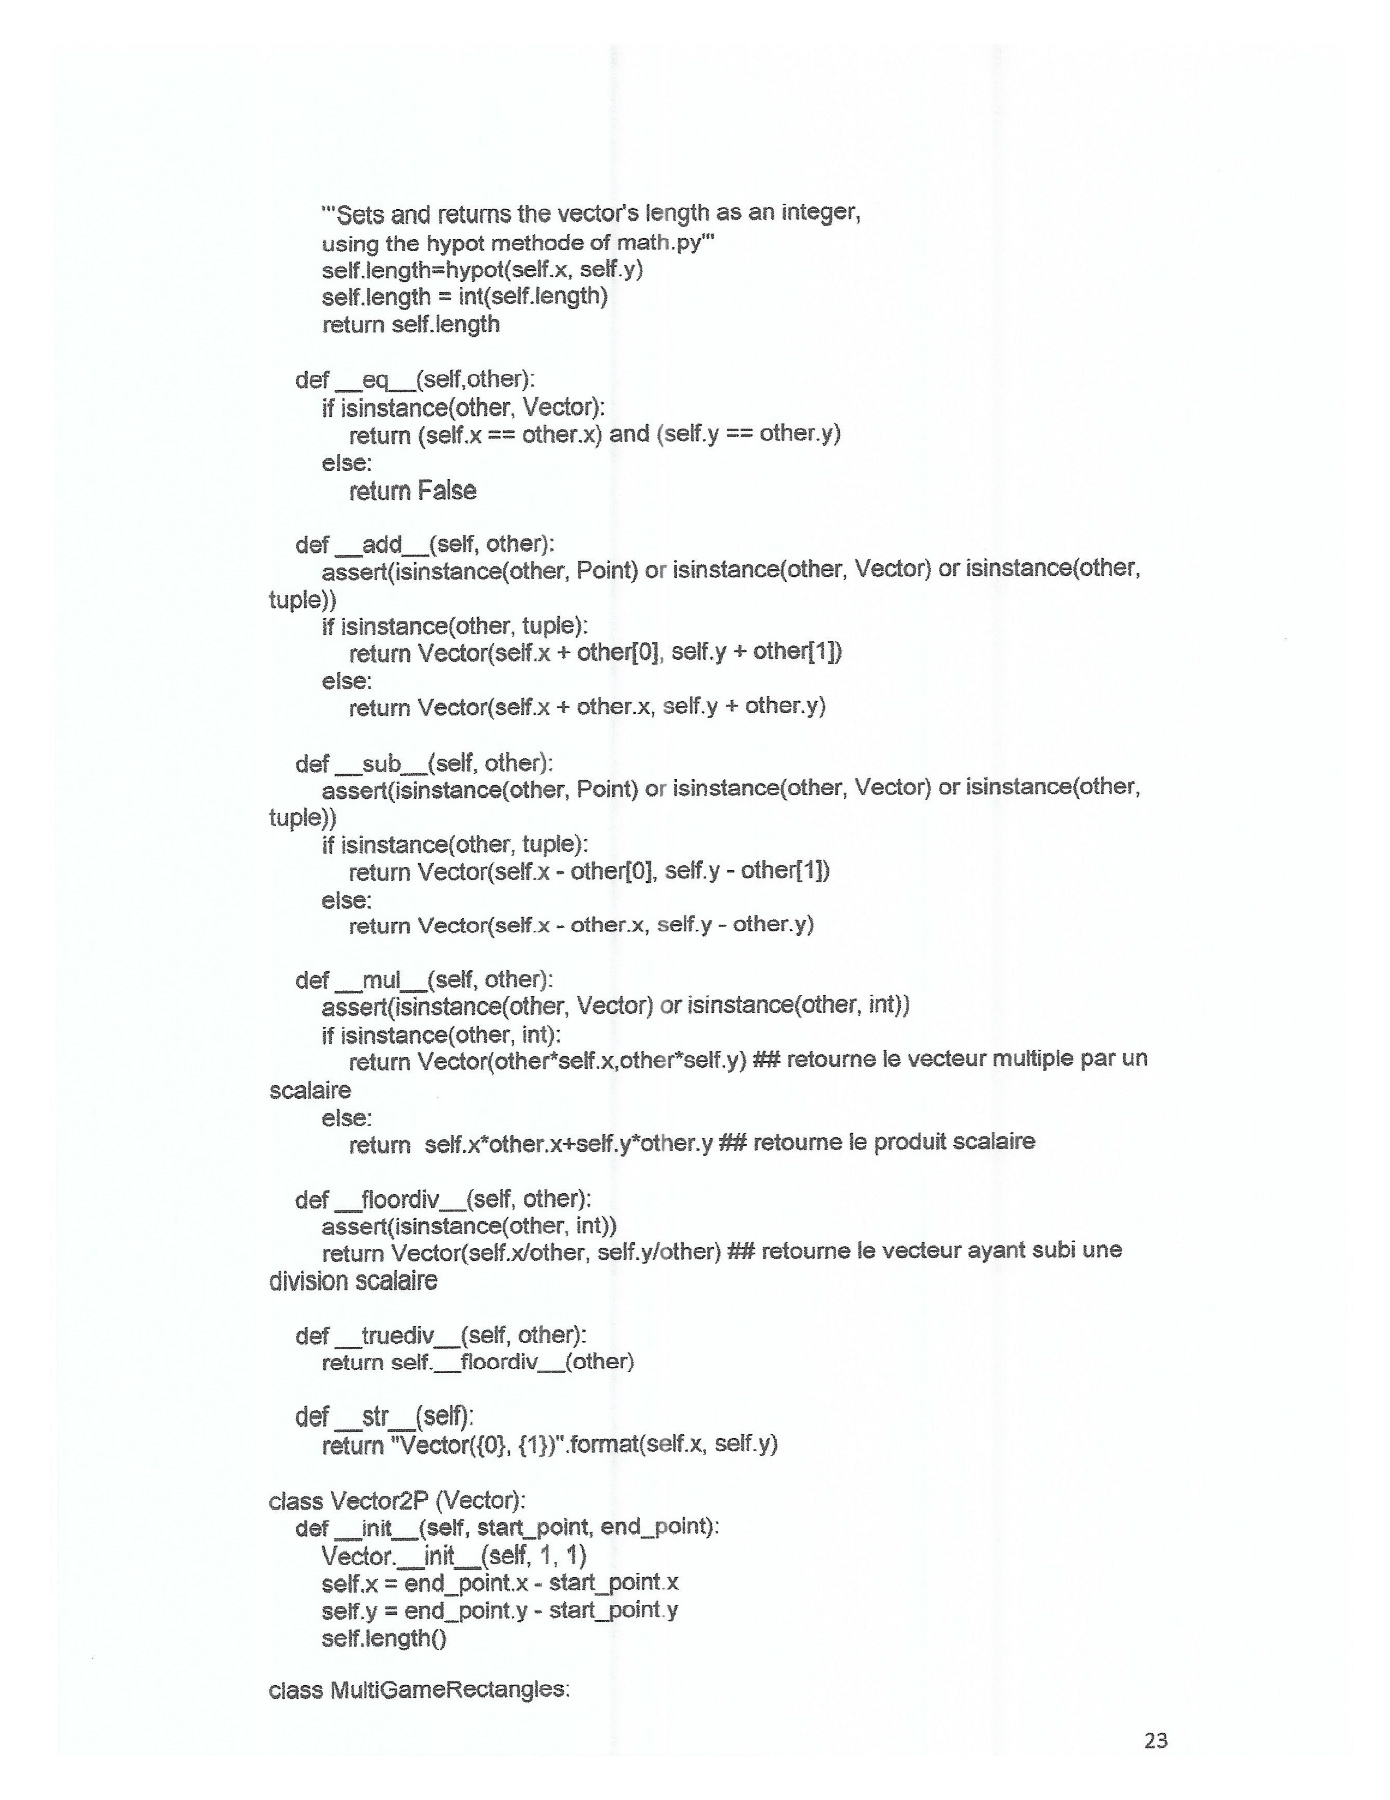 '''Sets and returns the vector's length as an integer,
using the hypot methode of math.py'''
self.length=hypot(self.x, self.y)
self.length = int(self.length)
return self.length
def __eq__(self,other):
if isinstance(other, Vector):
return (self.x == other.x) and (self.y == other.y)
else:
return False
def __add__(self, other):
assert(isinstance(other, Point) or isinstance(other, Vector) or isinstance(other,
tuple))
if isinstance(other, tuple):
return Vector(self.x + other[0], self.y + other[1])
else:
return Vector(self.x + other.x, self.y + other.y)
def __sub__(self, other):
assert(isinstance(other, Point) or isinstance(other, Vector) or isinstance(other,
tuple))
if isinstance(other, tuple):
return Vector(self.x - other[0], self.y - other[1])
else:
return Vector(self.x - other.x, self.y - other.y)
def __mul__(self, other):
assert(isinstance(other, Vector) or isinstance(other, int))
if isinstance(other, int):
return Vector(other*self.x,other*self.y) ## retourne le vecteur multiple par un
scalaire
else:
return  self.x*other.x+self.y*other.y ## retourne le produit scalaire
def __floordiv__(self, other):
assert(isinstance(other, int))
return Vector(self.x/other, self.y/other) ## retourne le vecteur ayant subi une
division scalaire
def __truediv__(self, other):
return self.__floordiv__(other)
def __str__(self):
return "Vector({0}, {1})".format(self.x, self.y)
class Vector2P (Vector):
def __init__(self, start_point, end_point):
Vector.__init__(self, 1, 1)
self.x = end_point.x - start_point.x
self.y = end_point.y - start_point.y
self.length()
class MultiGameRectangles:
23